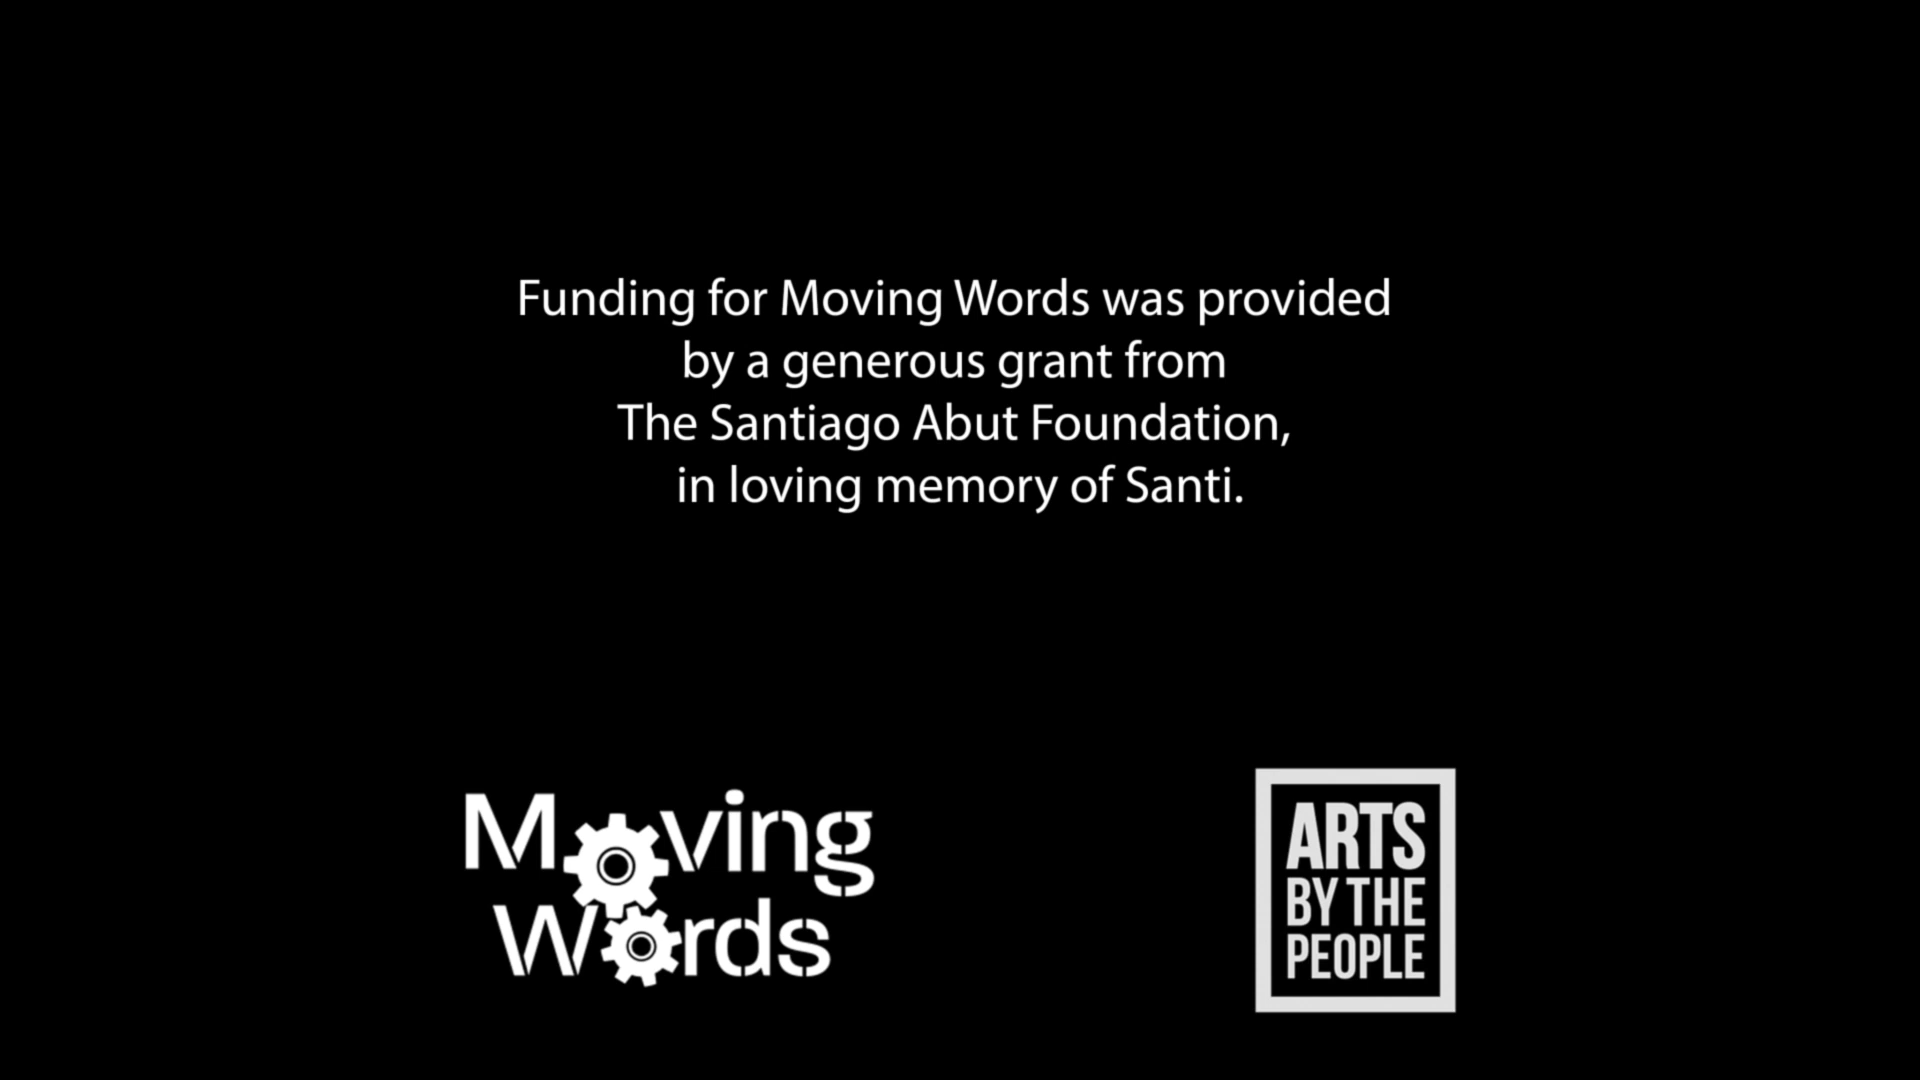 Funding for Moving Words was provided
by a generous grant from
The Santiago Abut Foundation,
in loving memory of Santi.
Moving
Words
ARTS
BY THE
PEOPLE